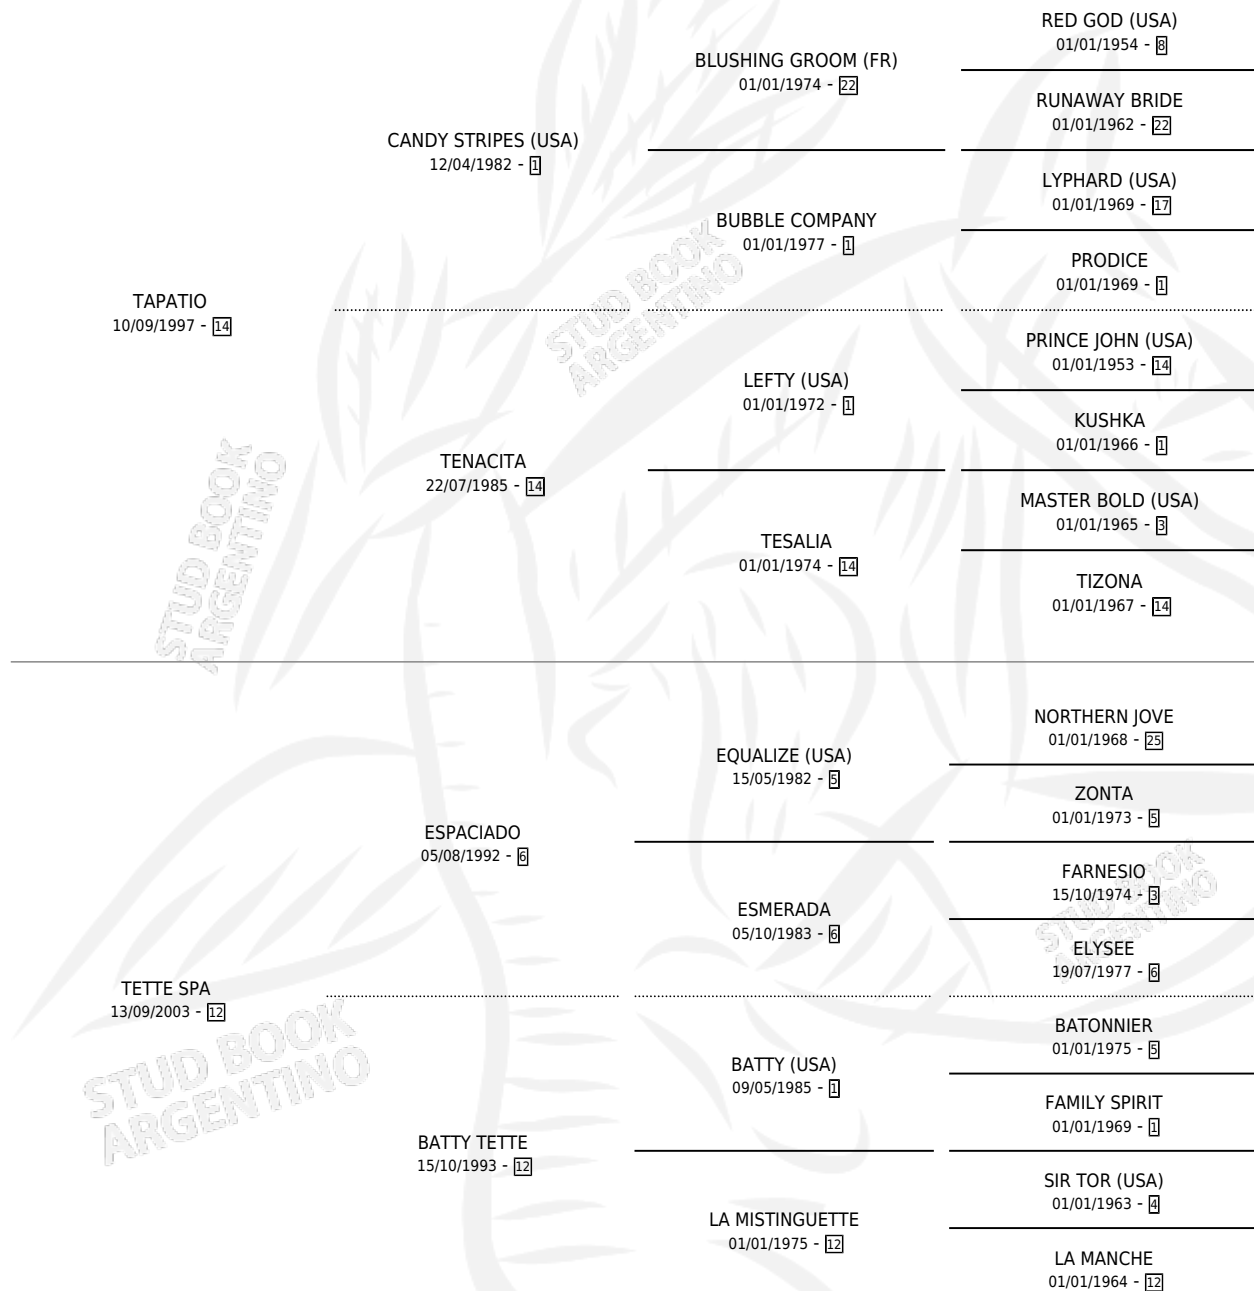 RED GOD (USA)
01/01/1954 - 8
BLUSHING GROOM (FR)
01/01/1974 - 22
RUNAWAY BRIDE
01/01/1962 - 22
CANDY STRIPES (USA)
12/04/1982 - 1
LYPHARD (USA)
01/01/1969 - 17
BUBBLE COMPANY
01/01/1977 - 1
PRODICE
01/01/1969 - 1
TAPATIO
10/09/1997 - 14
STUD BOOK
ARGENTINO
PRINCE JOHN (USA)
01/01/1953 - 14
LEFTY (USA)
01/01/1972 - 1
KUSHKA
01/01/1966 - 1
TENACITA
22/07/1985 - 14
MASTER BOLD (USA)
01/01/1965 - 3
TESALIA
01/01/1974 - 14
TIZONA
01/01/1967 - 14
STUD BOOK
ARGENTINO
NORTHERN JOVE
01/01/1968 - 25
EQUALIZE (USA)
15/05/1982 - 5
ZONTA
01/01/1973 - 5
ESPACIADO
05/08/1992 - 6
FARNESIO
15/10/1974 - 3
ESMERADA
05/10/1983 - 6
STUD BOOK
ARGENTINO
ELYSEE
19/07/1977 - 6
TETTE SPA
13/09/2003 - 12
STUD BOOK
ARGENTINO
BATONNIER
01/01/1975 - 5
BATTY (USA)
09/05/1985 - 1
FAMILY SPIRIT
01/01/1969 - 1
BATTY TETTE
15/10/1993 - 12
SIR TOR (USA)
01/01/1963 - 4
LA MISTINGUETTE
01/01/1975 - 12
LA MANCHE
01/01/1964 - 12